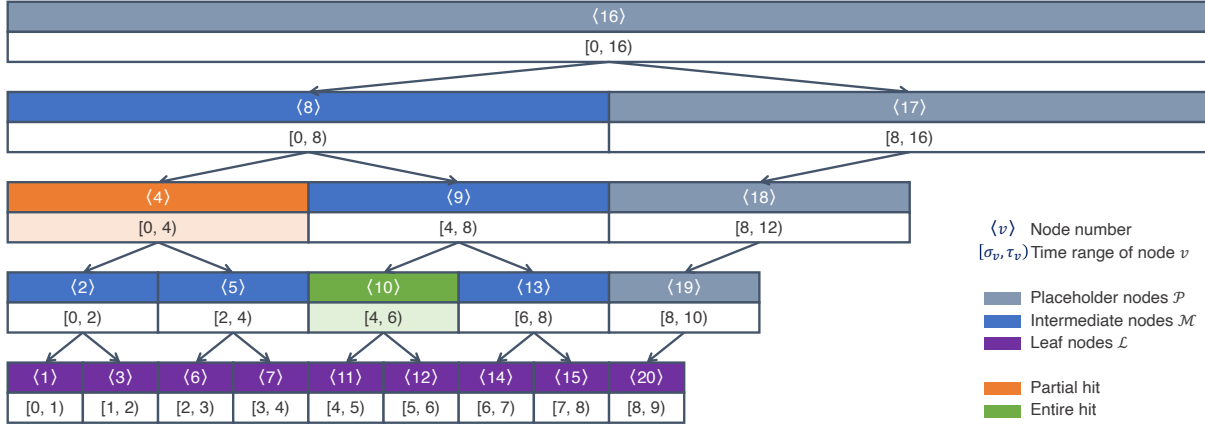 ⟨16⟩
[0, 16)
⟨8⟩ ⟨17⟩
[0, 8) [8, 16)
⟨4⟩ ⟨9⟩ ⟨18⟩
[0, 4) [4, 8) [8, 12)
⟨2⟩ ⟨5⟩ ⟨10⟩ ⟨13⟩ ⟨19⟩
[0, 2) [2, 4) [4, 6) [6, 8) [8, 10)
⟨1⟩ ⟨3⟩ ⟨6⟩ ⟨7⟩ ⟨11⟩ ⟨12⟩ ⟨14⟩ ⟨15⟩ ⟨20⟩
[0, 1) [1, 2) [2, 3) [3, 4) [4, 5) [5, 6) [6, 7) [7, 8) [8, 9)
⟨𝑣⟩ Node number
[𝜎ᵥ, 𝜏ᵥ) Time range of node 𝑣
Placeholder nodes 𝒫
Intermediate nodes ℳ
Leaf nodes ℒ
Partial hit
Entire hit